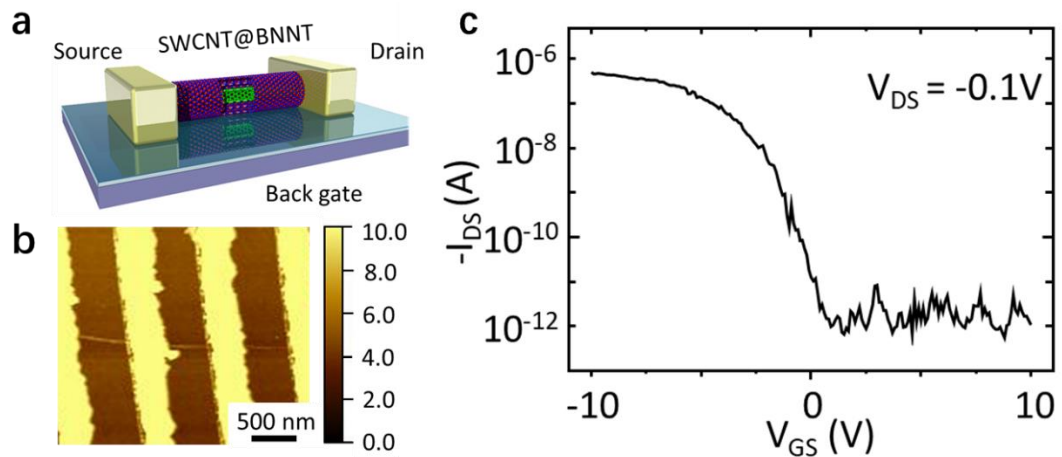 a
SWCNT@BNNT
Source
Drain
Back gate
b
10.0
8.0
6.0
4.0
2.0
0.0
500 nm
c
10⁻⁶
10⁻⁸
10⁻¹⁰
10⁻¹²
-I_DS (A)
V_DS = -0.1V
-10
0
10
V_GS (V)